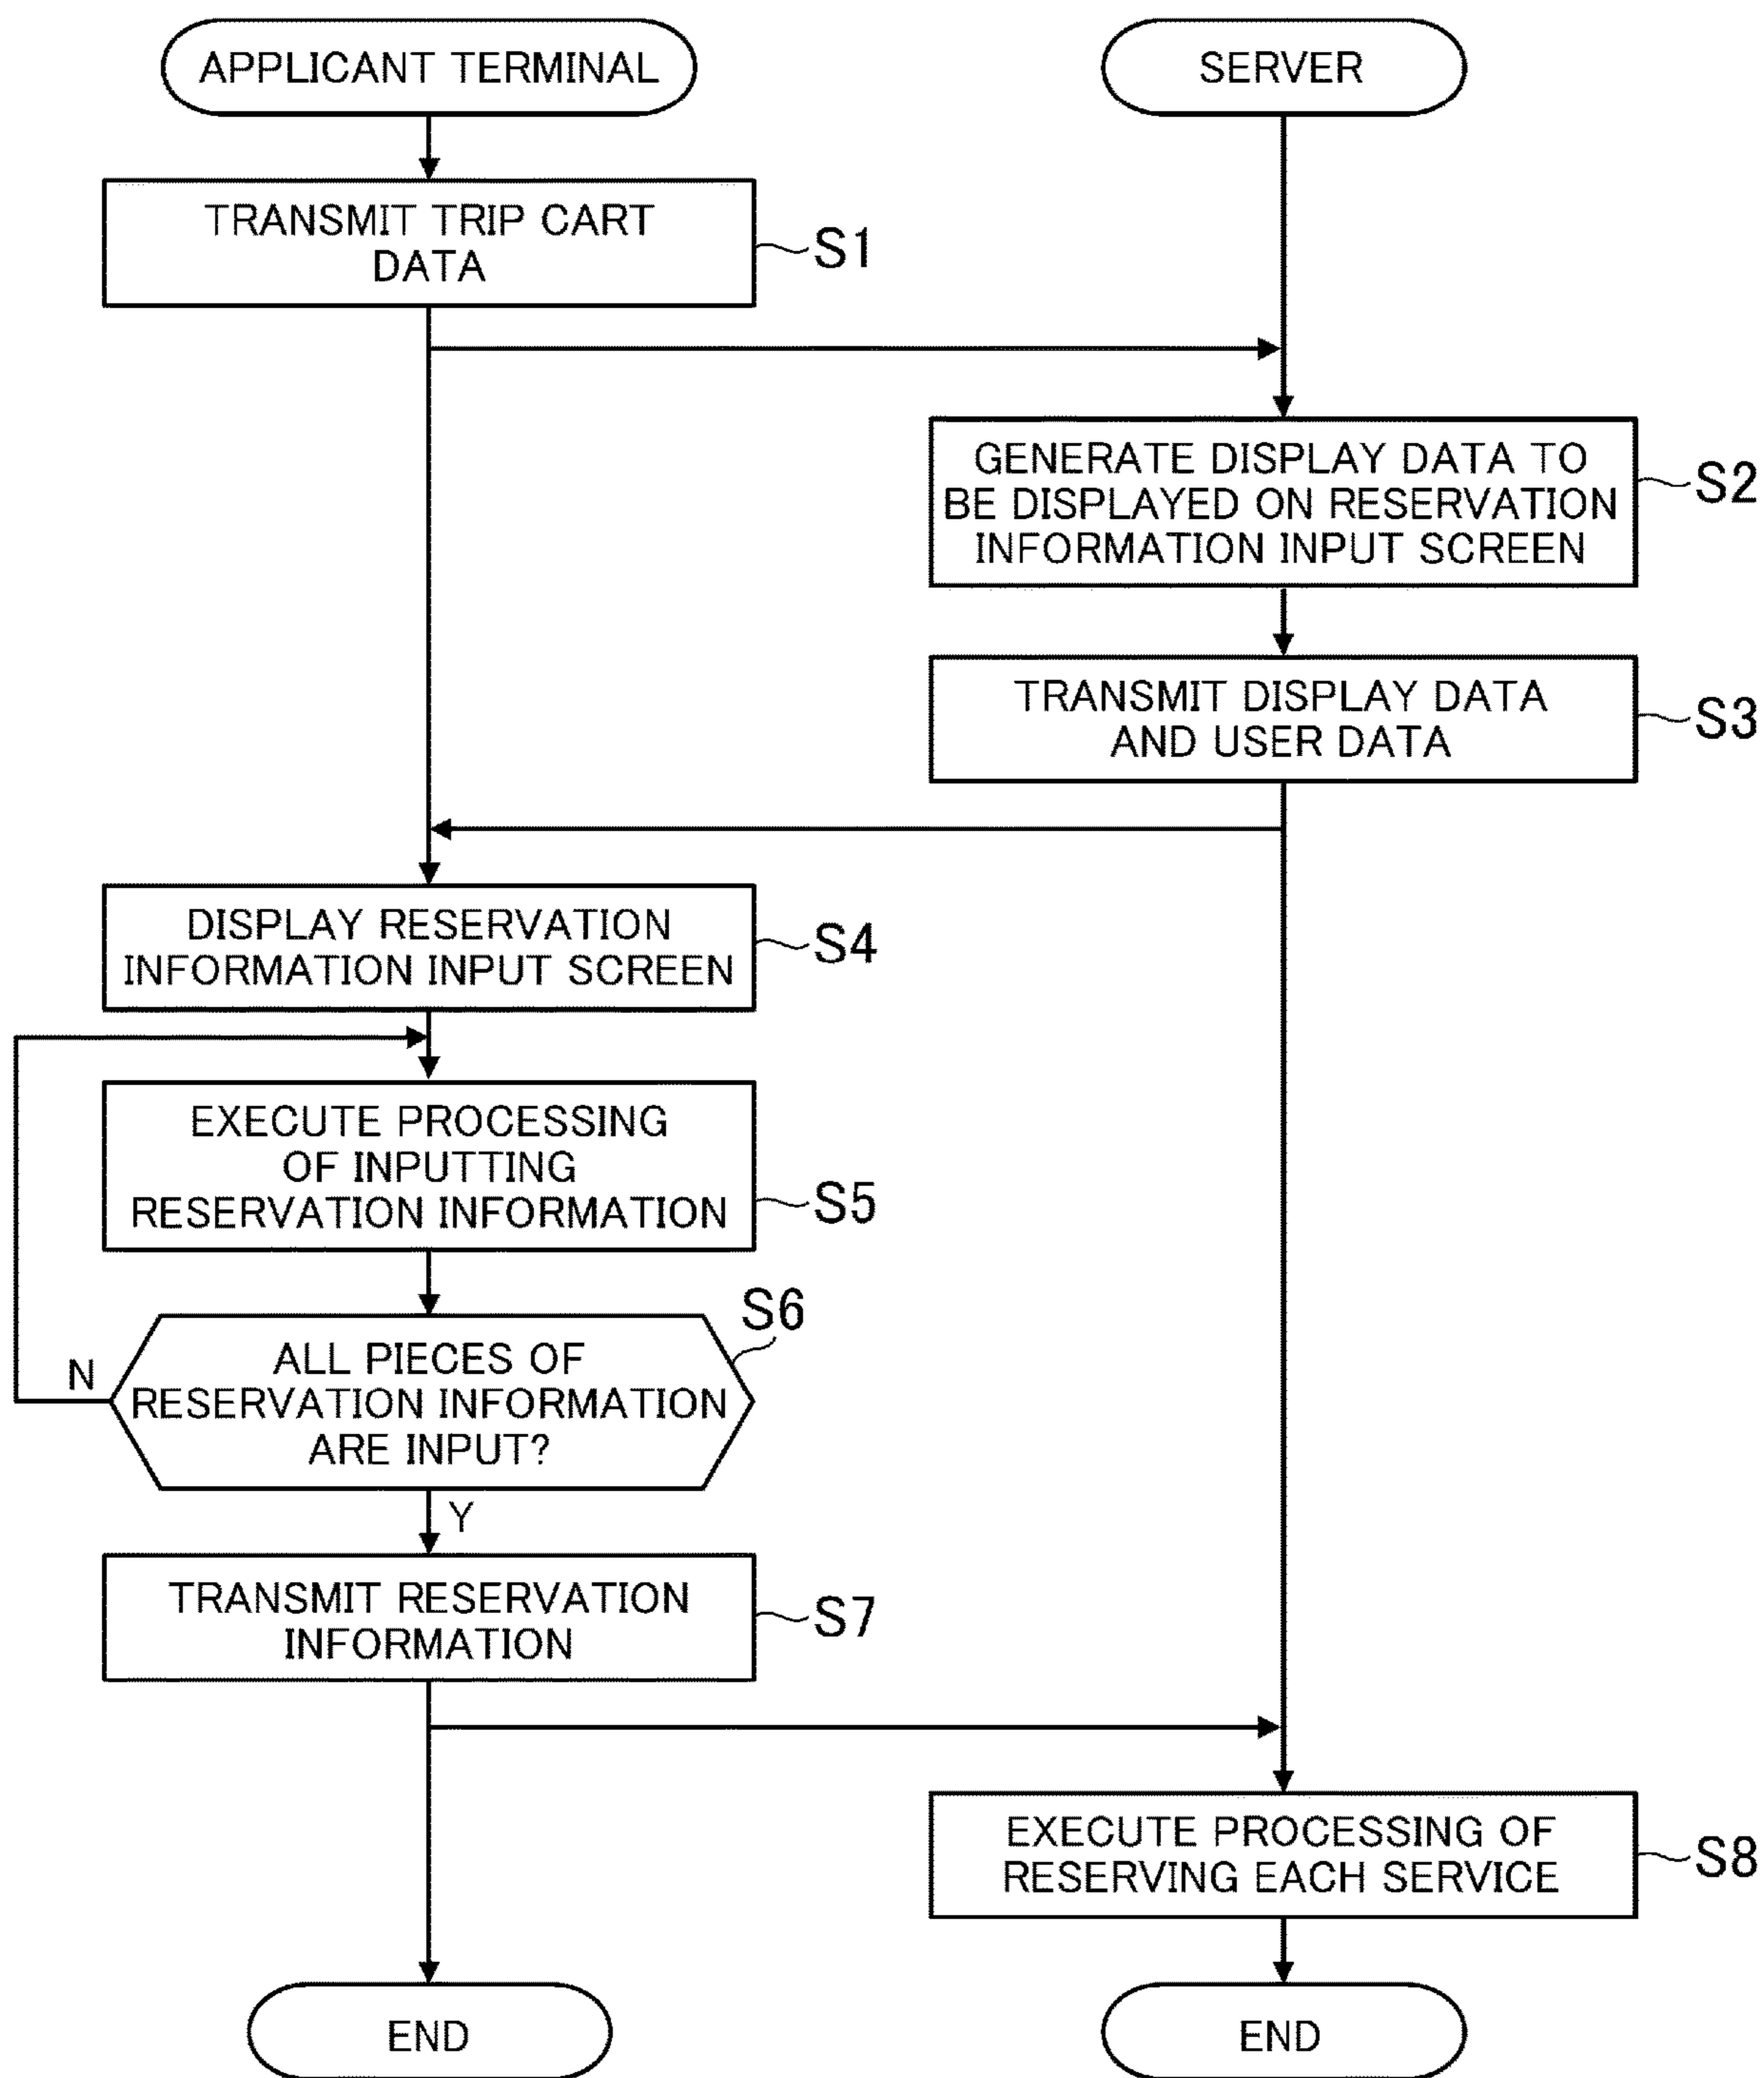 APPLICANT TERMINAL
SERVER
TRANSMIT TRIP CART
DATA
S1
GENERATE DISPLAY DATA TO
BE DISPLAYED ON RESERVATION
INFORMATION INPUT SCREEN
S2
TRANSMIT DISPLAY DATA
AND USER DATA
S3
DISPLAY RESERVATION
INFORMATION INPUT SCREEN
S4
EXECUTE PROCESSING
OF INPUTTING
RESERVATION INFORMATION
S5
S6
ALL PIECES OF
RESERVATION INFORMATION
ARE INPUT?
N
Y
TRANSMIT RESERVATION
INFORMATION
S7
EXECUTE PROCESSING OF
RESERVING EACH SERVICE
S8
END
END